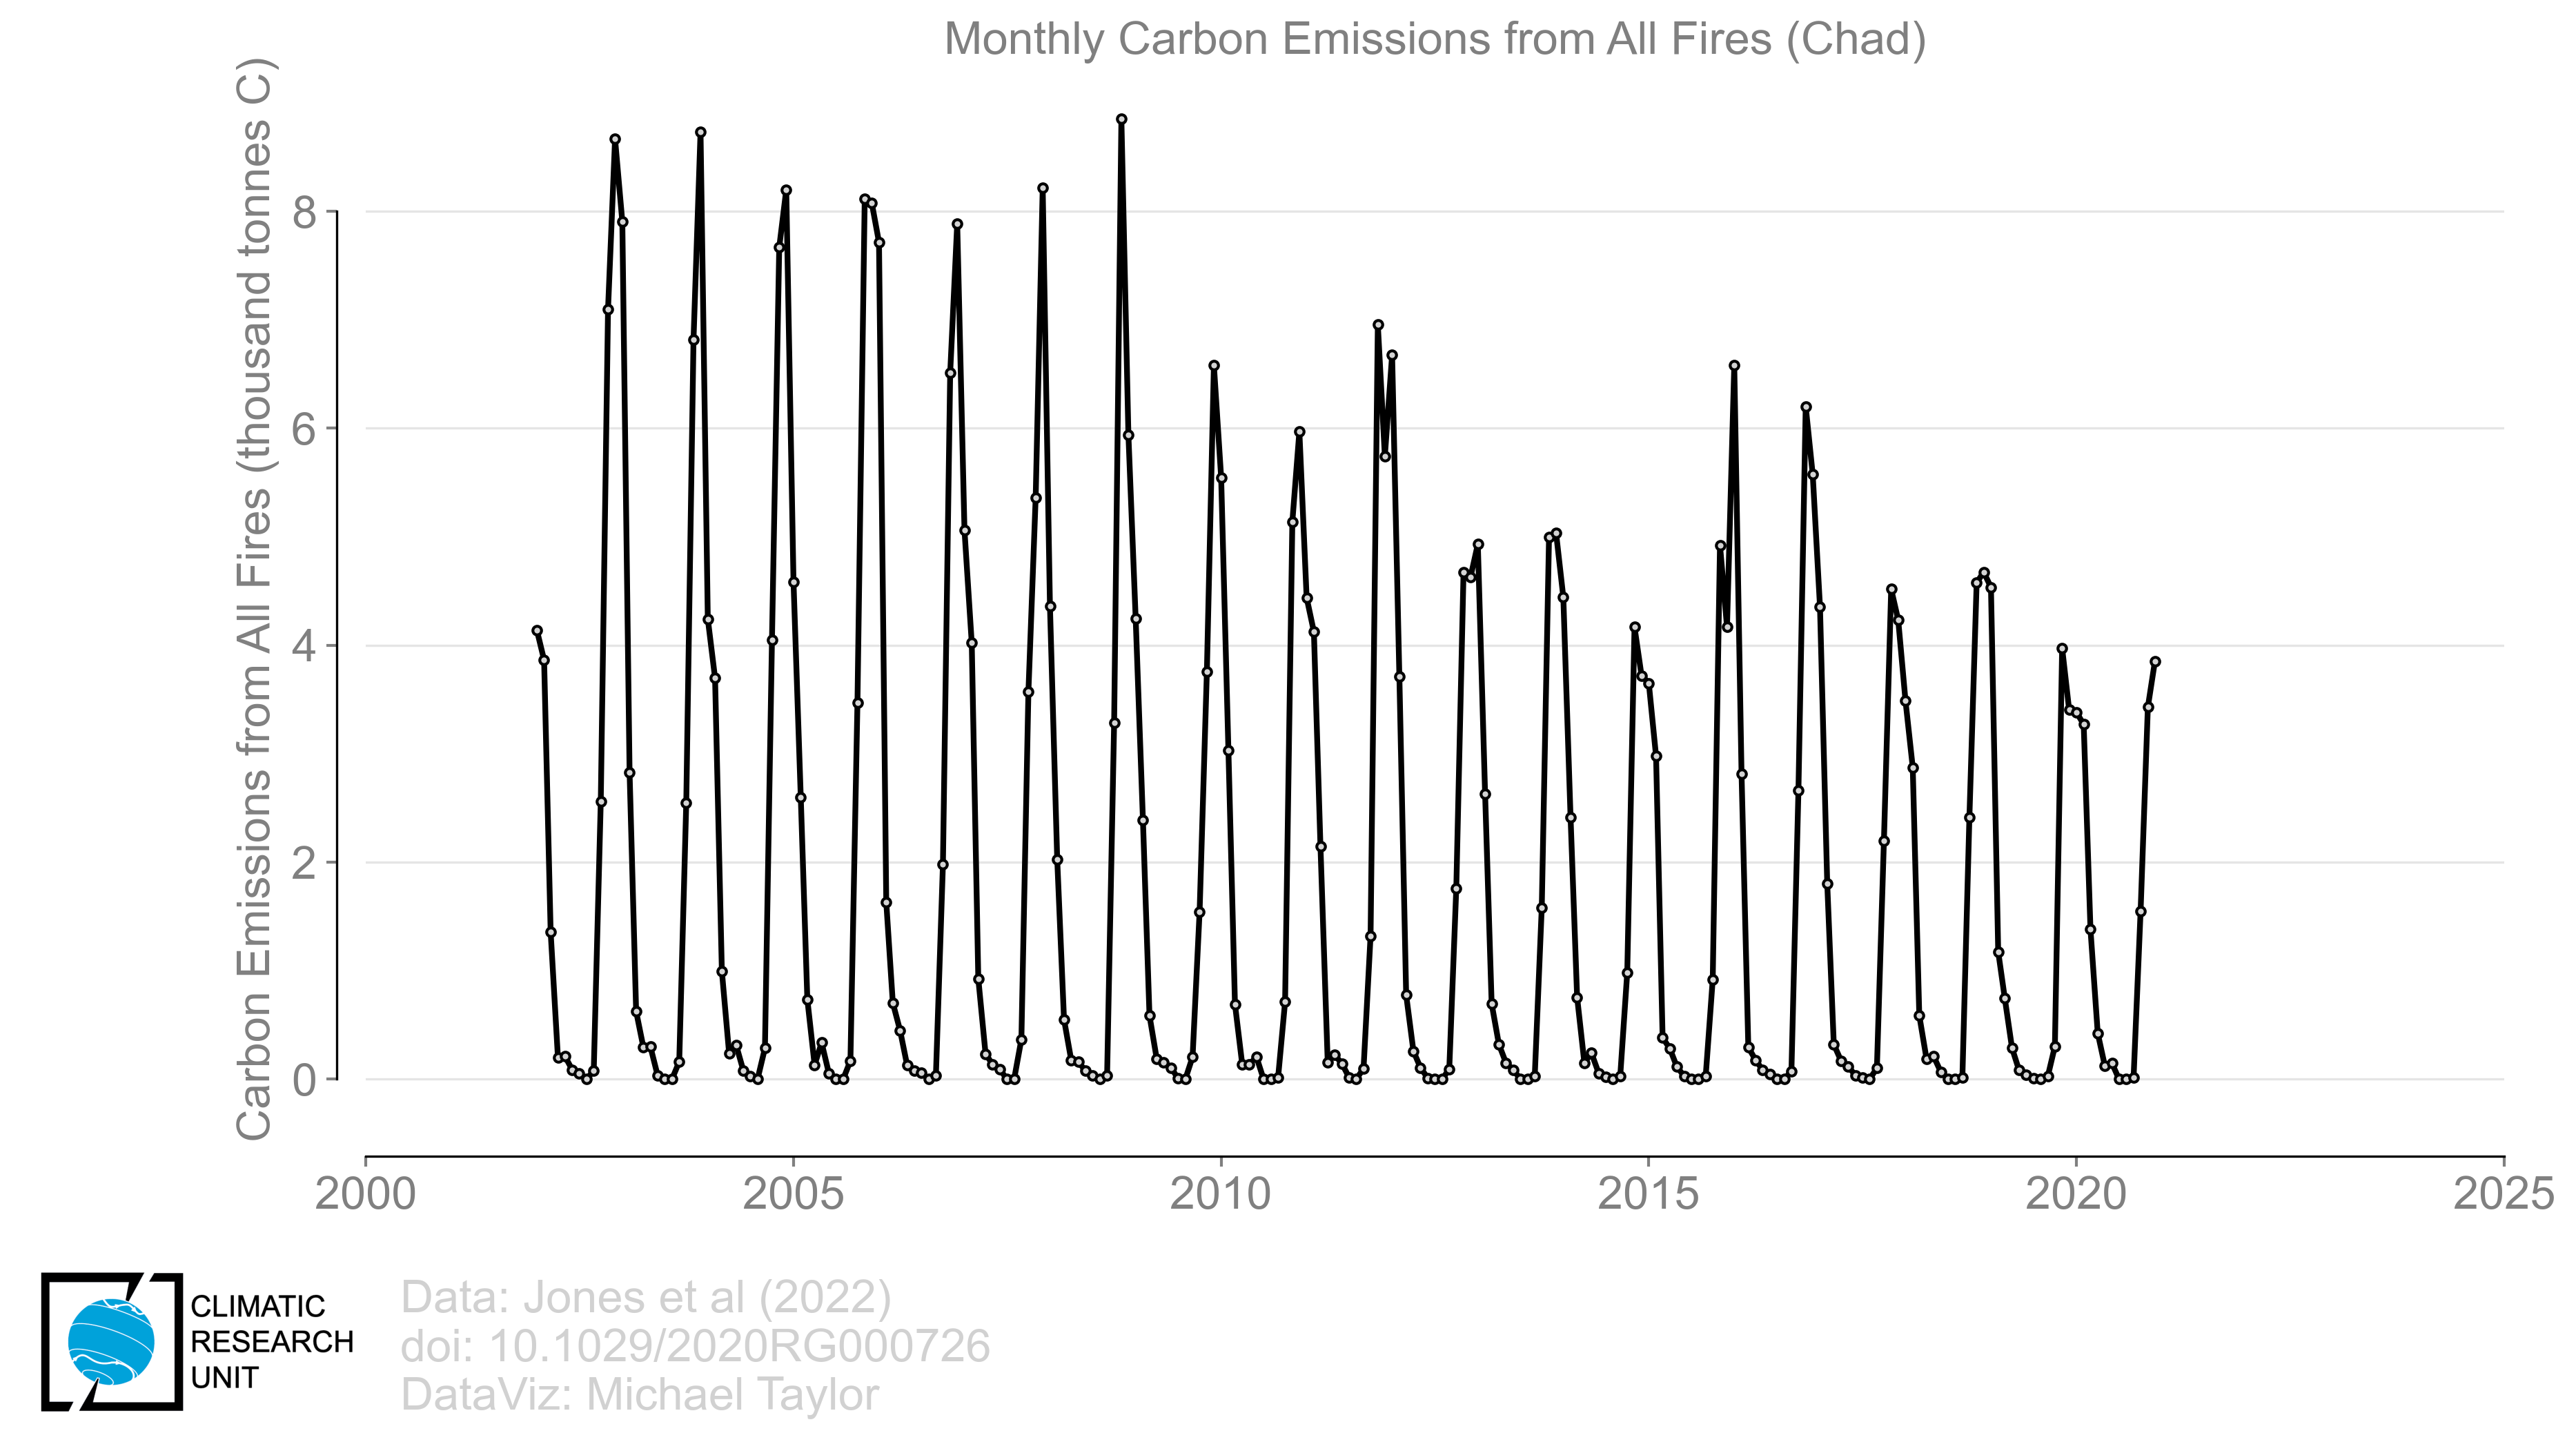 Monthly Carbon Emissions from All Fires (Chad)
Carbon Emissions from All Fires (thousand tonnes C)
8
6
4
2
0
2000
2005
2010
2015
2020
2025
CLIMATIC
RESEARCH
UNIT
Data: Jones et al (2022)
doi: 10.1029/2020RG000726
DataViz: Michael Taylor